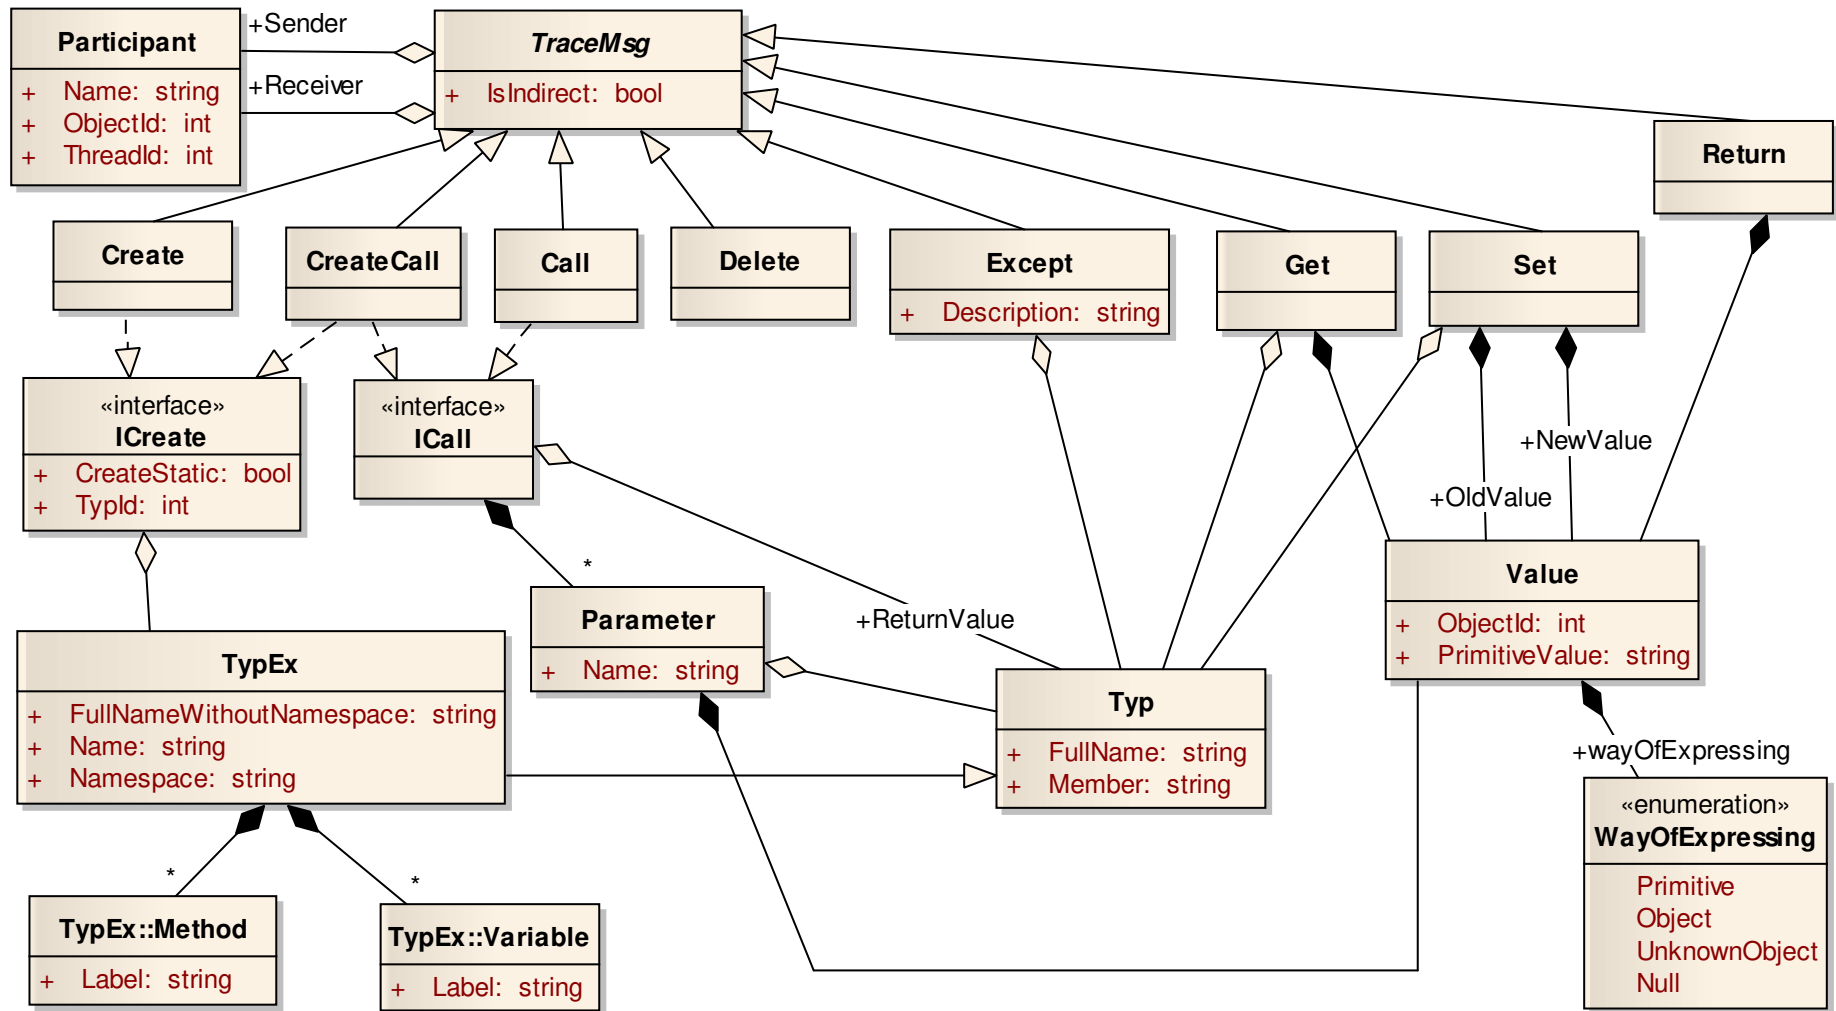 Participant
+ Name: string
+ ObjectId: int
+ ThreadId: int
+Sender
+Receiver
TraceMsg
+ IsIndirect: bool
Return
Create
CreateCall
Call
Delete
Except
+ Description: string
Get
Set
«interface»
ICreate
+ CreateStatic: bool
+ TypId: int
«interface»
ICall
+NewValue
+OldValue
*
+ReturnValue
Parameter
+ Name: string
Value
+ ObjectId: int
+ PrimitiveValue: string
TypEx
+ FullNameWithoutNamespace: string
+ Name: string
+ Namespace: string
Typ
+ FullName: string
+ Member: string
+wayOfExpressing
«enumeration»
WayOfExpressing
Primitive
Object
UnknownObject
Null
*
*
TypEx::Method
+ Label: string
TypEx::Variable
+ Label: string